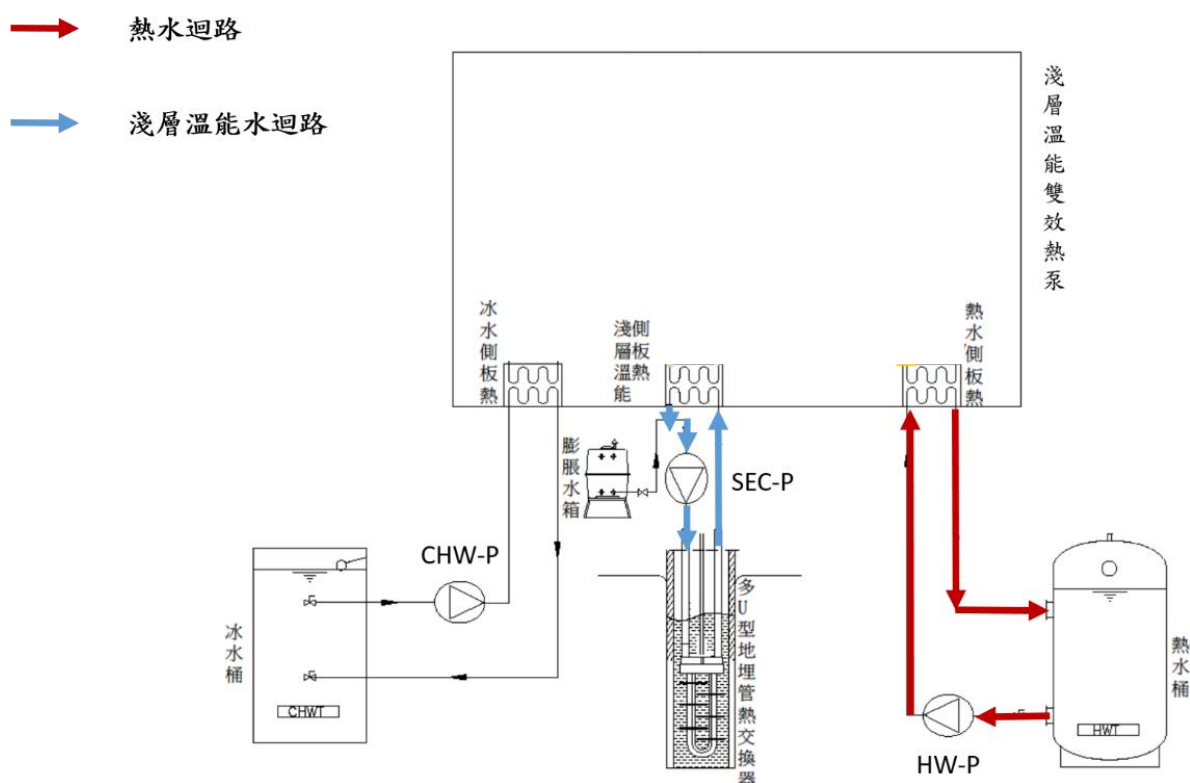 熱水迴路
淺層溫能水迴路
淺層溫能雙效熱泵
冰水側板熱
淺層溫能
側板熱
熱水側板熱
膨脹水箱
SEC-P
CHW-P
多U型地埋管熱交換器
冰水桶
CHWT
熱水桶
HWT
HW-P